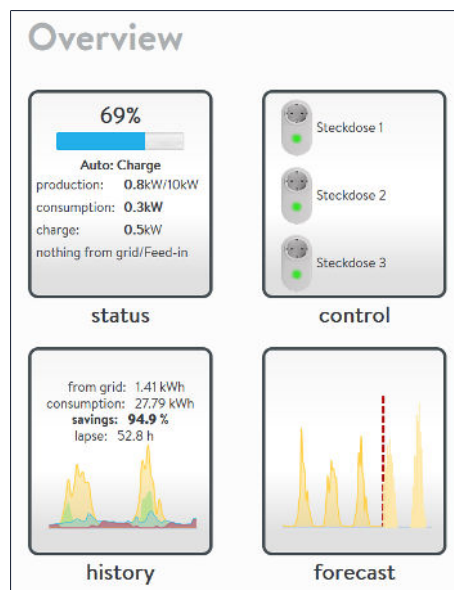 Overview
69%
Auto: Charge
production: 0.8kW/10kW
consumption: 0.3kW
charge: 0.5kW
nothing from grid/Feed-in
status
Steckdose 1
Steckdose 2
Steckdose 3
control
from grid: 1.41 kWh
consumption: 27.79 kWh
savings: 94.9 %
lapse: 52.8 h
history
forecast